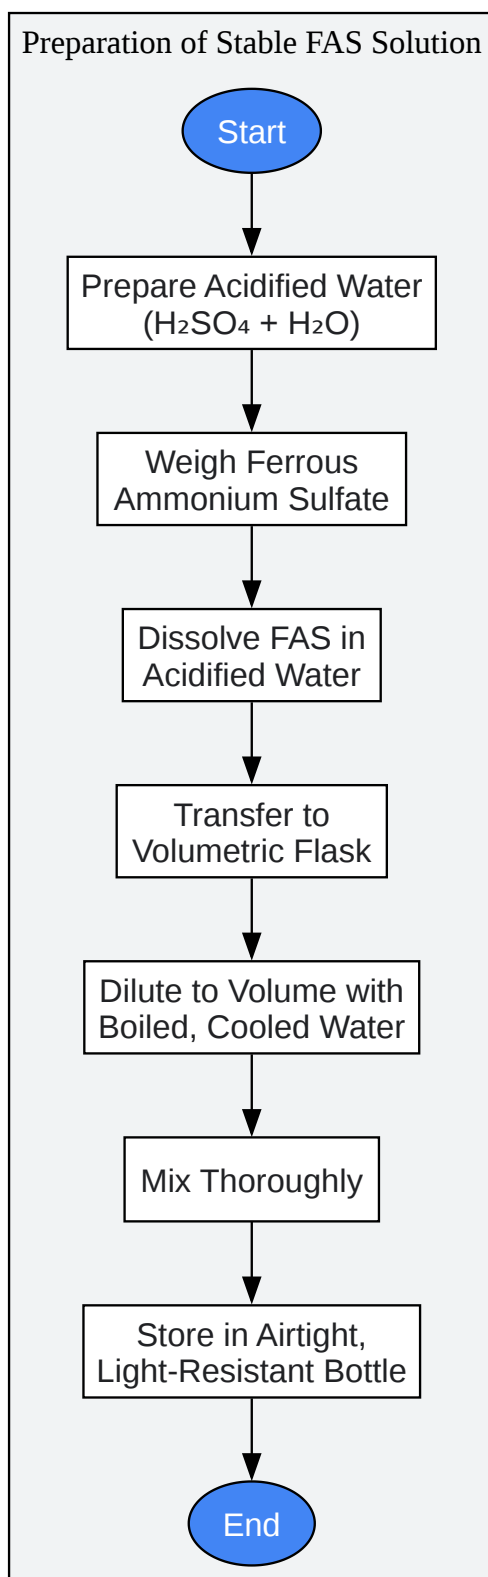 Preparation of Stable FAS Solution
Start
Prepare Acidified Water
(H₂SO₄ + H₂O)
Weigh Ferrous
Ammonium Sulfate
Dissolve FAS in
Acidified Water
Transfer to
Volumetric Flask
Dilute to Volume with
Boiled, Cooled Water
Mix Thoroughly
Store in Airtight,
Light-Resistant Bottle
End